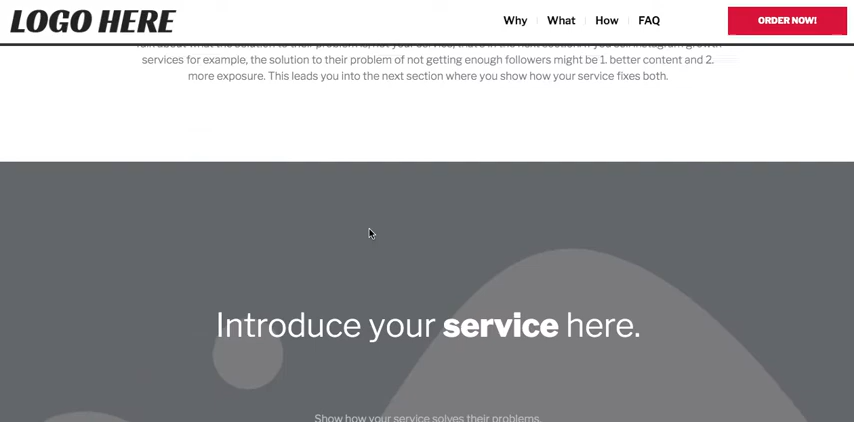 LOGO HERE
Why
What
How
FAQ
ORDER NOW!
services for example, the solution to their problem of not getting enough followers might be 1. better content and 2.
more exposure. This leads you into the next section where you show how your service fixes both.
Introduce your service here.
Show how your service solves their problems.